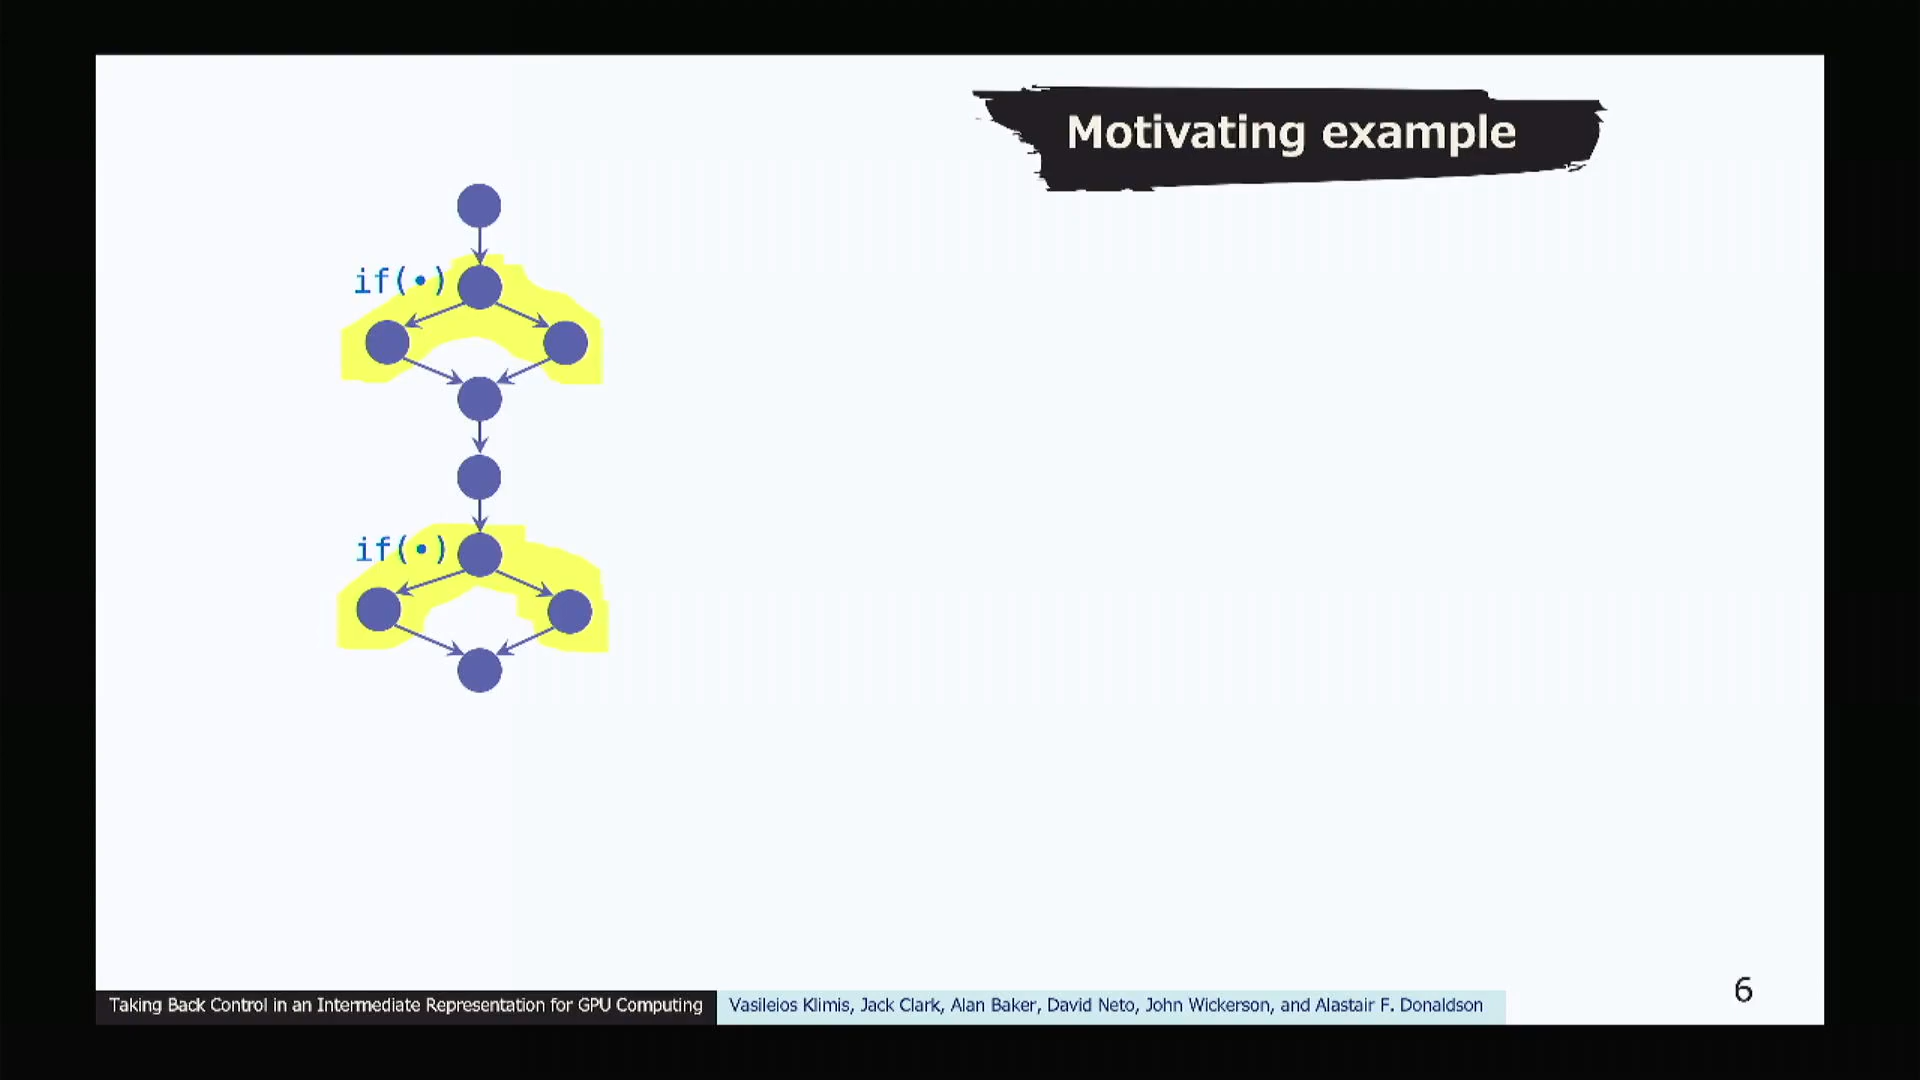 Motivating example
if(•)
if(•)
6
Taking Back Control in an Intermediate Representation for GPU Computing
Vasileios Klimis, Jack Clark, Alan Baker, David Neto, John Wickerson, and Alastair F. Donaldson